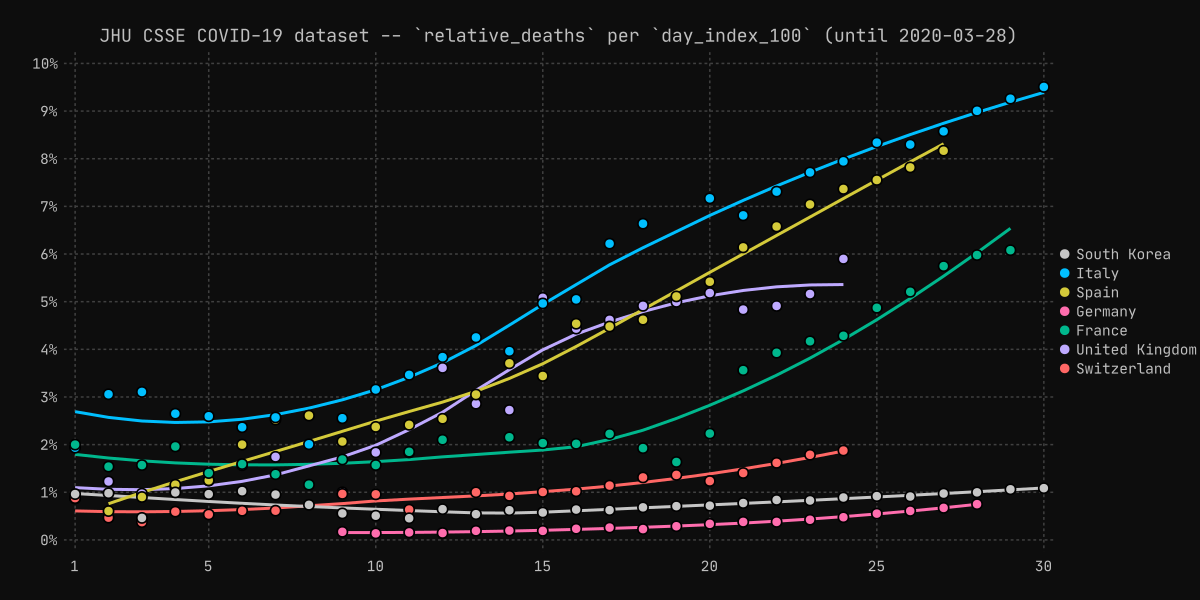 JHU CSSE COVID-19 dataset -- `relative_deaths` per `day_index_100` (until 2020-03-28)
10%
9%
8%
7%
6%
5%
4%
3%
2%
1%
0%
1 5 10 15 20 25 30
South Korea
Italy
Spain
Germany
France
United Kingdom
Switzerland